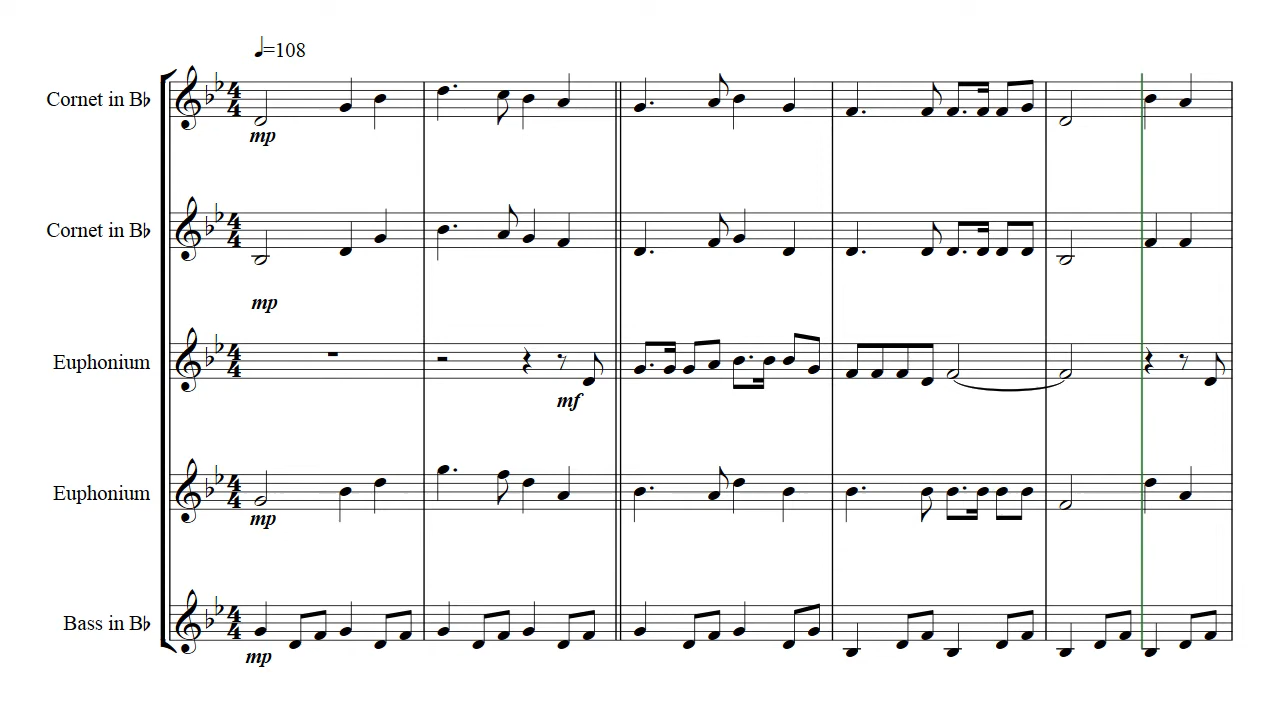 ♩=108
Cornet in B♭
mp
Cornet in B♭
mp
Euphonium
mf
Euphonium
mp
Bass in B♭
mp